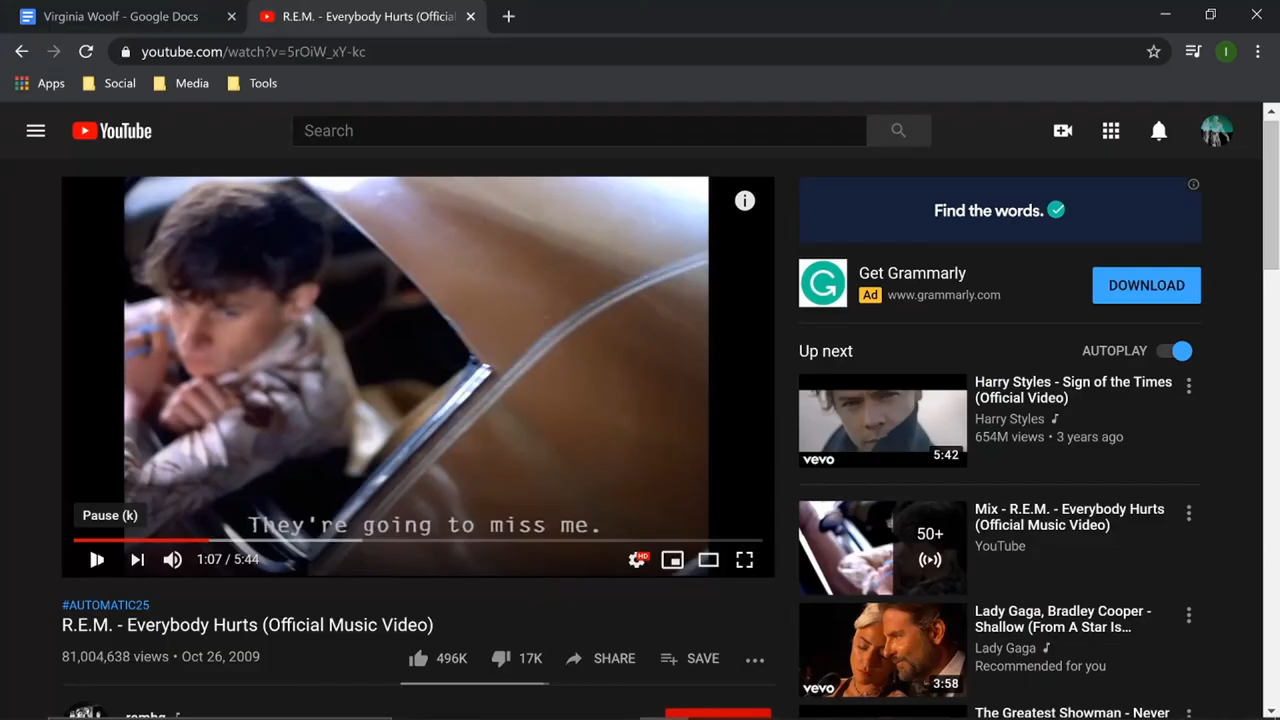 Virginia Woolf - Google Docs
R.E.M. - Everybody Hurts (Official
youtube.com/watch?v=5rOiW_xY-kc
I
Apps
Social
Media
Tools
YouTube
Search
They're going to miss me.
Pause (k)
1:07 / 5:44
HD
#AUTOMATIC25
R.E.M. - Everybody Hurts (Official Music Video)
81,004,638 views • Oct 26, 2009
496K
17K
SHARE
SAVE
Find the words.
Get Grammarly
Ad
www.grammarly.com
DOWNLOAD
Up next
AUTOPLAY
vevo
5:42
Harry Styles - Sign of the Times
(Official Video)
Harry Styles
654M views • 3 years ago
50+
Mix - R.E.M. - Everybody Hurts
(Official Music Video)
YouTube
vevo
3:58
Lady Gaga, Bradley Cooper -
Shallow (From A Star Is...
Lady Gaga
Recommended for you
The Greatest Showman - Never